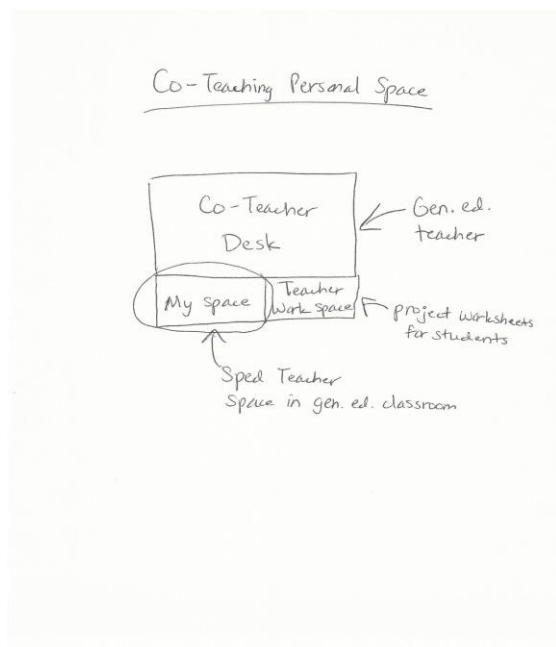 Co-Teaching Personal Space
Co-Teacher
Desk
Gen. ed.
teacher
My space
Teacher
Work space
project worksheets
for students
Sped Teacher
Space in gen. ed. classroom